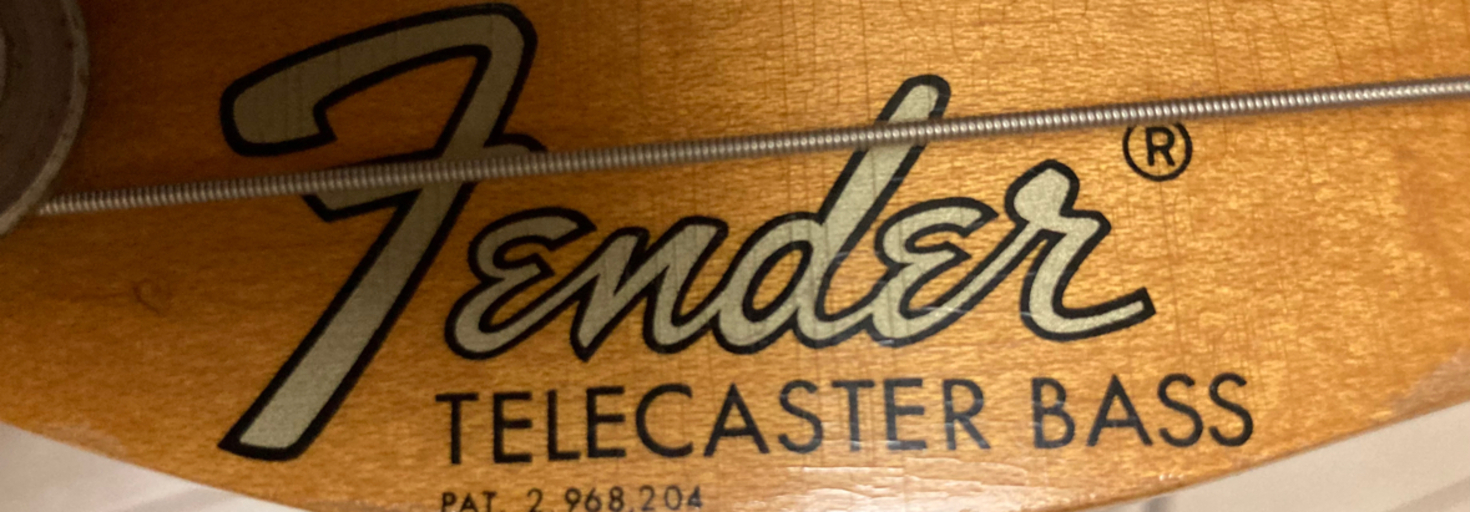 Fender®
TELECASTER BASS
PAT. 2,968,204